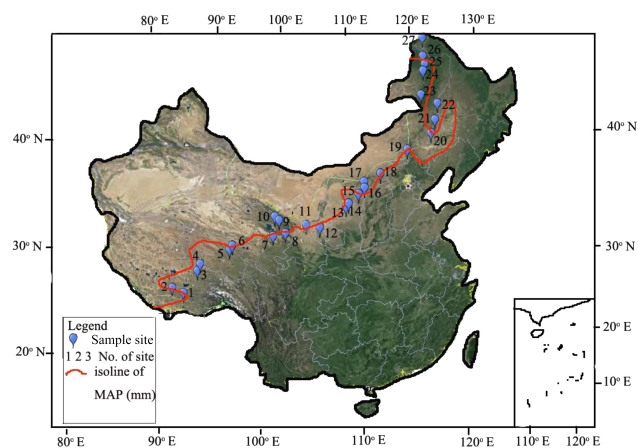 80° E 90° E 100° E 110° E 120° E 130° E
27
26
25
24
23
22
21
20
40° N
40° N
19
18
17
15
16
13 14
10
9
11
12
7 8
6
5
30° N
30° N
4
3
2
1
Legend
Sample site
1 2 3 No. of site
isoline of
MAP (mm)
20° N
20° E
10° E
80° E 90° E 100° E 110° E 120° E 110° E 120° E